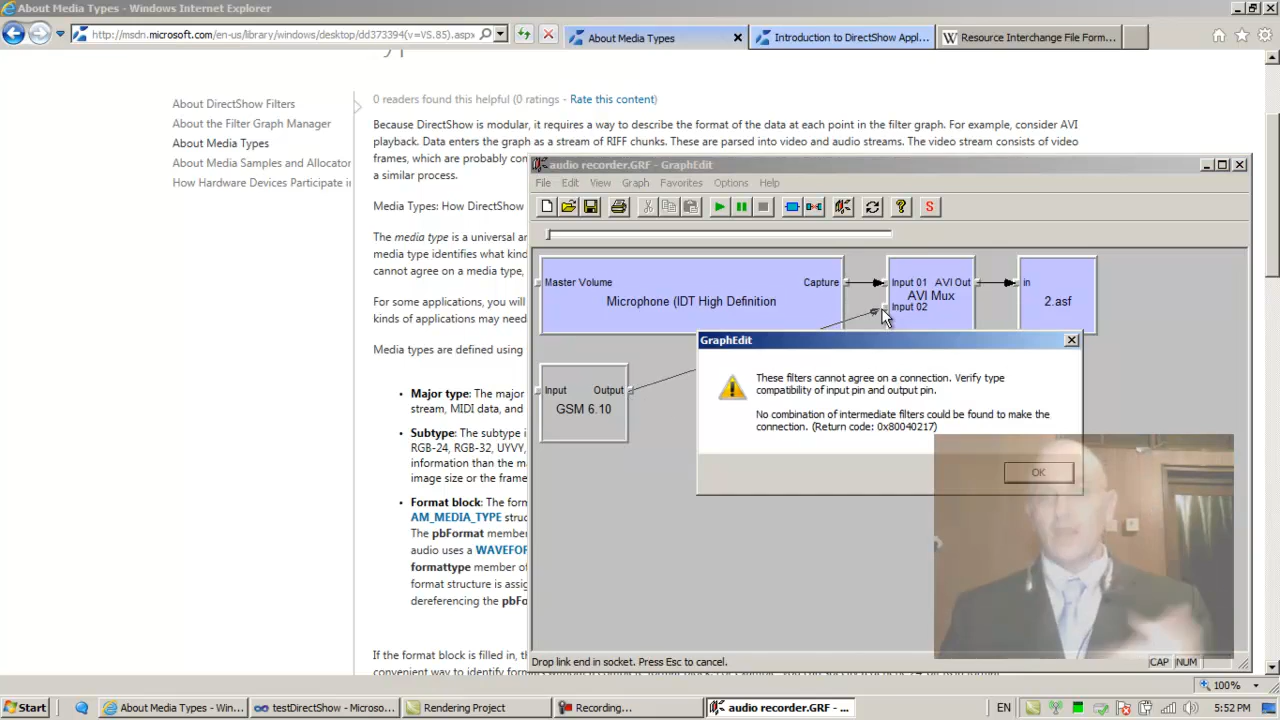 About Media Types - Windows Internet Explorer
http://msdn.microsoft.com/en-us/library/windows/desktop/dd373394(v=VS.85).aspx
About Media Types
Introduction to DirectShow Appl...
Resource Interchange File Form...
About DirectShow Filters
About the Filter Graph Manager
About Media Types
About Media Samples and Allocator
How Hardware Devices Participate i
0 readers found this helpful (0 ratings - Rate this content)
Because DirectShow is modular, it requires a way to describe the format of the data at each point in the filter graph. For example, consider AVI
playback. Data enters the graph as a stream of RIFF chunks. These are parsed into video and audio streams. The video stream consists of video
frames, which are probably com
a similar process.
Media Types: How DirectShow
The media type is a universal an
media type identifies what kind
cannot agree on a media type,
For some applications, you will
kinds of applications may need
Media types are defined using
• Major type: The major
stream, MIDI data, and
• Subtype: The subtype i
RGB-24, RGB-32, UYVY,
information than the m
image size or the frame
• Format block: The form
AM_MEDIA_TYPE struc
The pbFormat member
audio uses a WAVEFOR
formattype member of
format structure is assig
dereferencing the pbFo
If the format block is filled in, th
audio recorder.GRF - GraphEdit
File Edit View Graph Favorites Options Help
S
Master Volume
Capture
Microphone (IDT High Definition
Input 01 AVI Out
AVI Mux
Input 02
in
2.asf
Input Output
GSM 6.10
GraphEdit
These filters cannot agree on a connection. Verify type
compatibility of input pin and output pin.
No combination of intermediate filters could be found to make the
connection. (Return code: 0x80040217)
OK
Drop link end in socket. Press Esc to cancel.
CAP NUM
100%
Start
About Media Types - Win...
testDirectShow - Microso...
Rendering Project
Recording...
audio recorder.GRF - ...
EN
5:52 PM